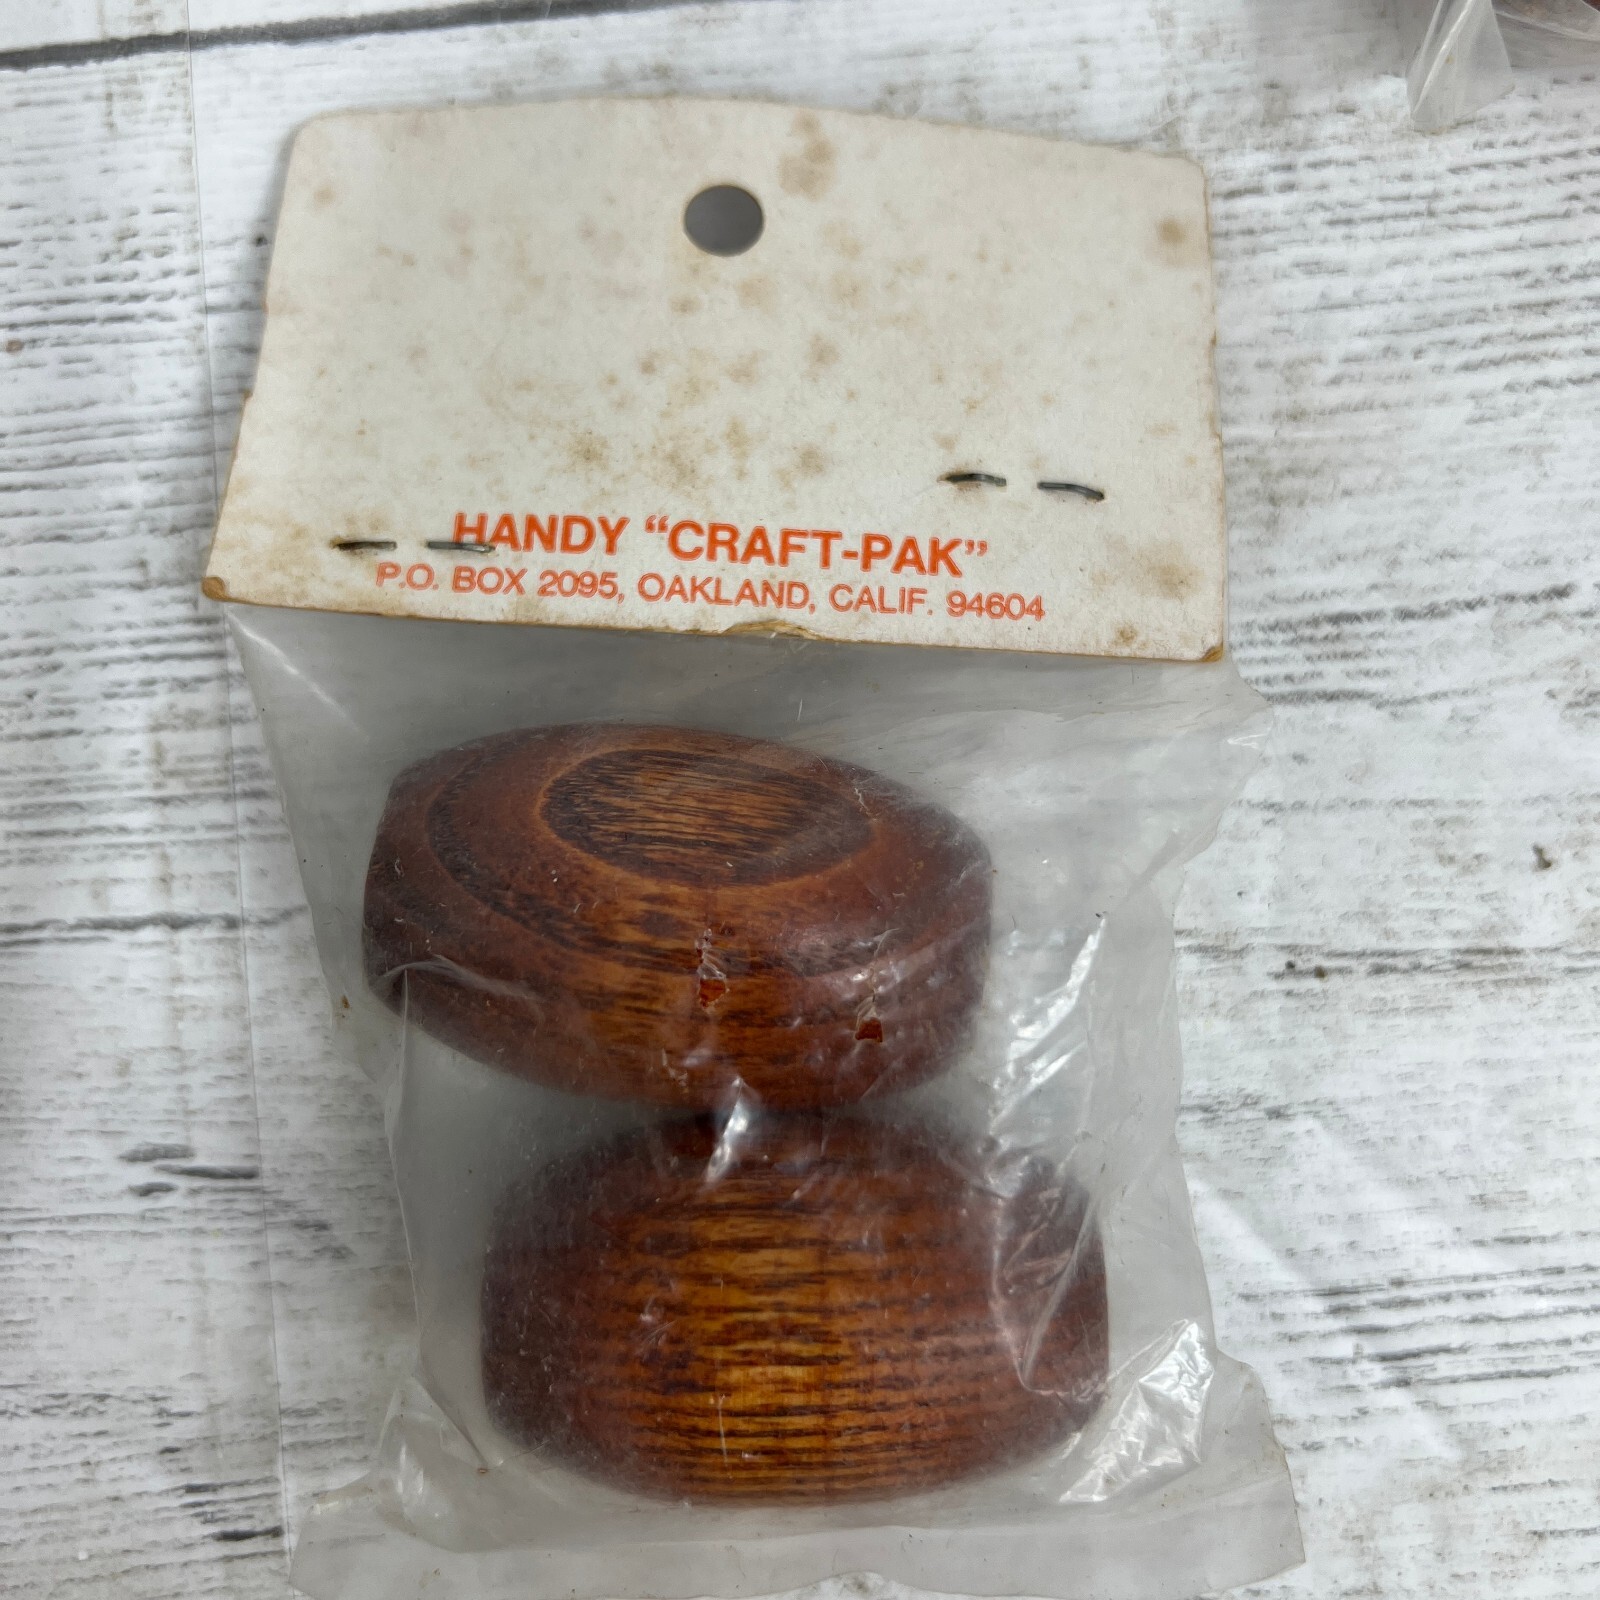 HANDY “CRAFT-PAK”
P.O. BOX 2095, OAKLAND, CALIF. 94604